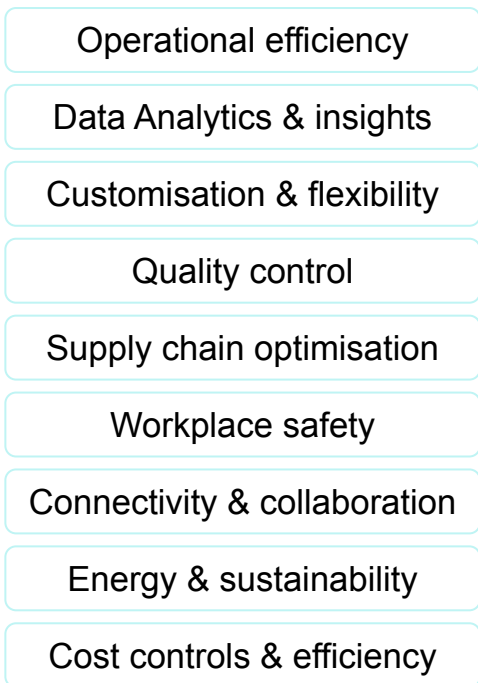 Operational efficiency
Data Analytics & insights
Customisation & flexibility
Quality control
Supply chain optimisation
Workplace safety
Connectivity & collaboration
Energy & sustainability
Cost controls & efficiency